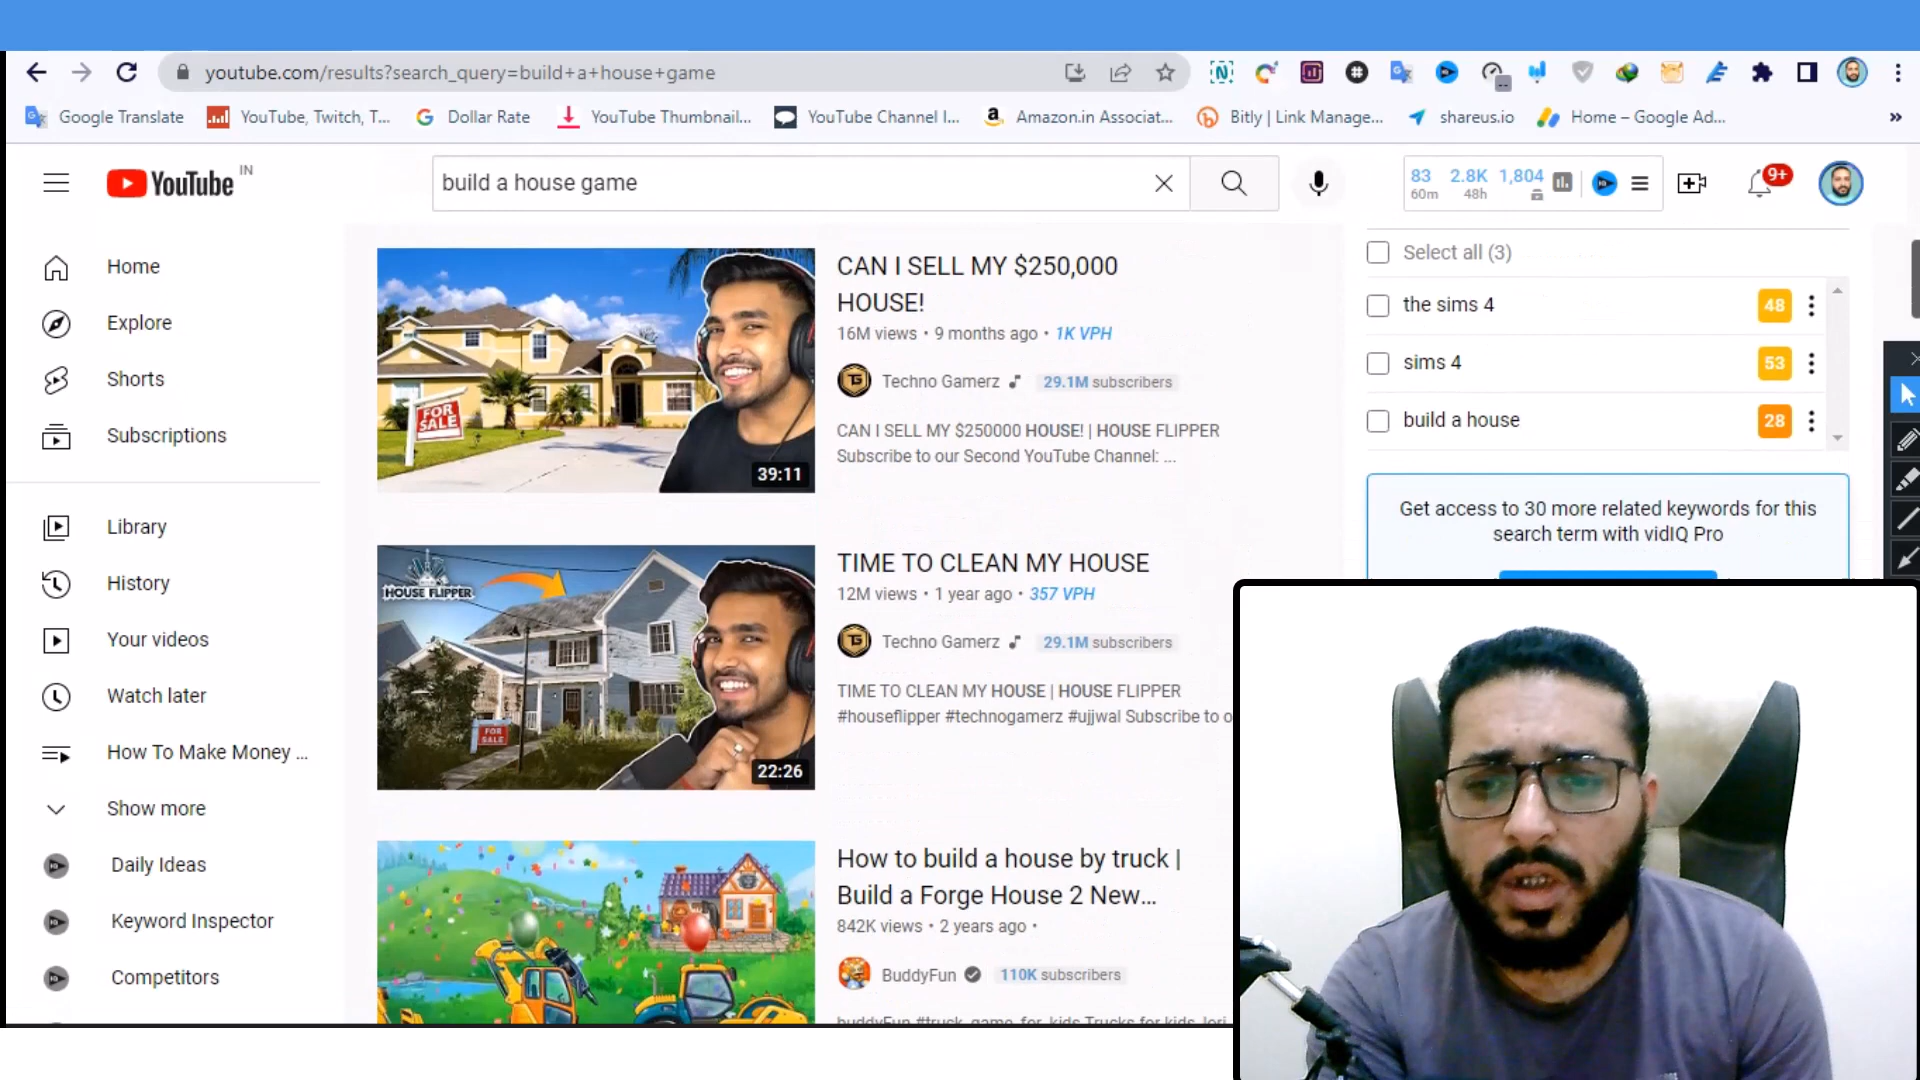 youtube.com/results?search_query=build+a+house+game
Google Translate
YouTube, Twitch, T...
Dollar Rate
YouTube Thumbnail...
YouTube Channel I...
Amazon.in Associat...
Bitly | Link Manage...
shareus.io
Home – Google Ad...
YouTube IN
build a house game
83 2.8K 1,804
60m 48h
9+
Home
Explore
Shorts
Subscriptions
Library
History
Your videos
Watch later
How To Make Money ...
Show more
Daily Ideas
Keyword Inspector
Competitors
FOR SALE
39:11
CAN I SELL MY $250,000
HOUSE!
16M views • 9 months ago • 1K VPH
Techno Gamerz 29.1M subscribers
CAN I SELL MY $250000 HOUSE! | HOUSE FLIPPER
Subscribe to our Second YouTube Channel: ...
HOUSE FLIPPER
FOR SALE
22:26
TIME TO CLEAN MY HOUSE
12M views • 1 year ago • 357 VPH
Techno Gamerz 29.1M subscribers
TIME TO CLEAN MY HOUSE | HOUSE FLIPPER
#houseflipper #technogamerz #ujjwal Subscribe to o
How to build a house by truck |
Build a Forge House 2 New...
842K views • 2 years ago •
BuddyFun 110K subscribers
Select all (3)
the sims 4 48
sims 4 53
build a house 28
Get access to 30 more related keywords for this
search term with vidIQ Pro